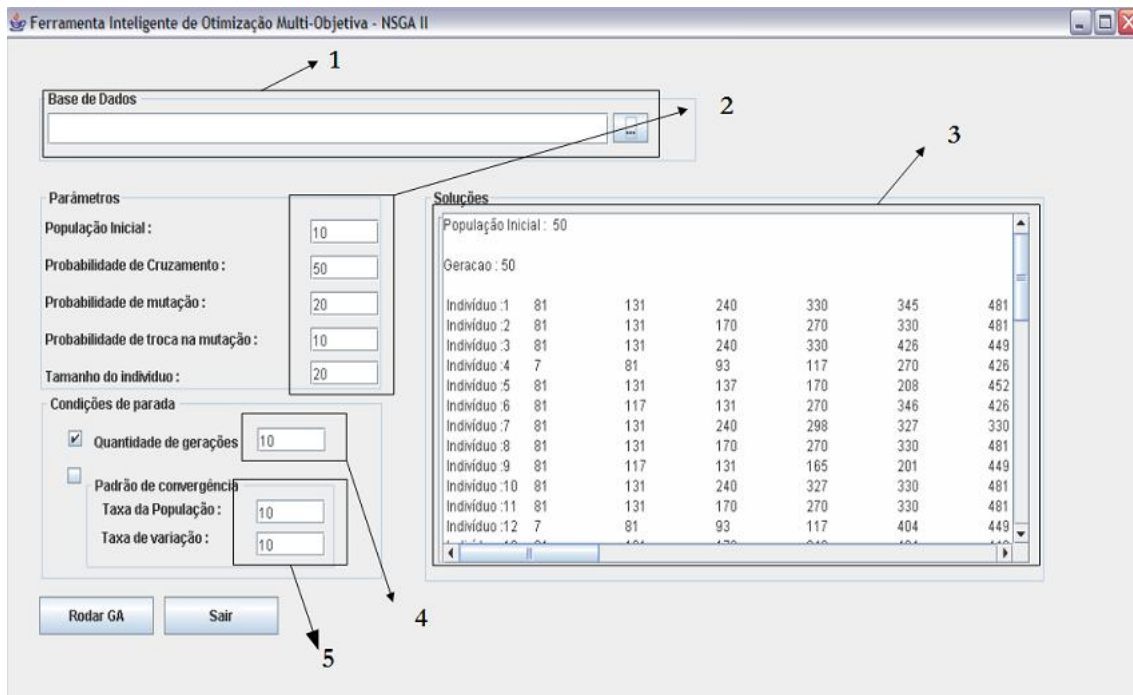 Ferramenta Inteligente de Otimização Multi-Objetiva - NSGA II
1
Base de Dados
...
2
3
Parâmetros
População Inicial : 10
Probabilidade de Cruzamento : 50
Probabilidade de mutação : 20
Probabilidade de troca na mutação : 10
Tamanho do individuo : 20
Condições de parada
Quantidade de gerações 10
Padrão de convergência
Taxa da População : 10
Taxa de variação : 10
Rodar GA Sair
4
5
Soluções
População Inicial : 50
Geracao : 50
Indivíduo :1 81 131 240 330 345 481
Indivíduo :2 81 131 170 270 330 481
Indivíduo :3 81 131 240 330 426 449
Indivíduo :4 7 81 93 117 270 426
Indivíduo :5 81 131 137 170 208 452
Indivíduo :6 81 117 131 270 346 426
Indivíduo :7 81 131 240 298 327 330
Indivíduo :8 81 131 170 270 330 481
Indivíduo :9 81 117 131 165 201 449
Indivíduo :10 81 131 240 327 330 481
Indivíduo :11 81 131 170 270 330 481
Indivíduo :12 7 81 93 117 404 449